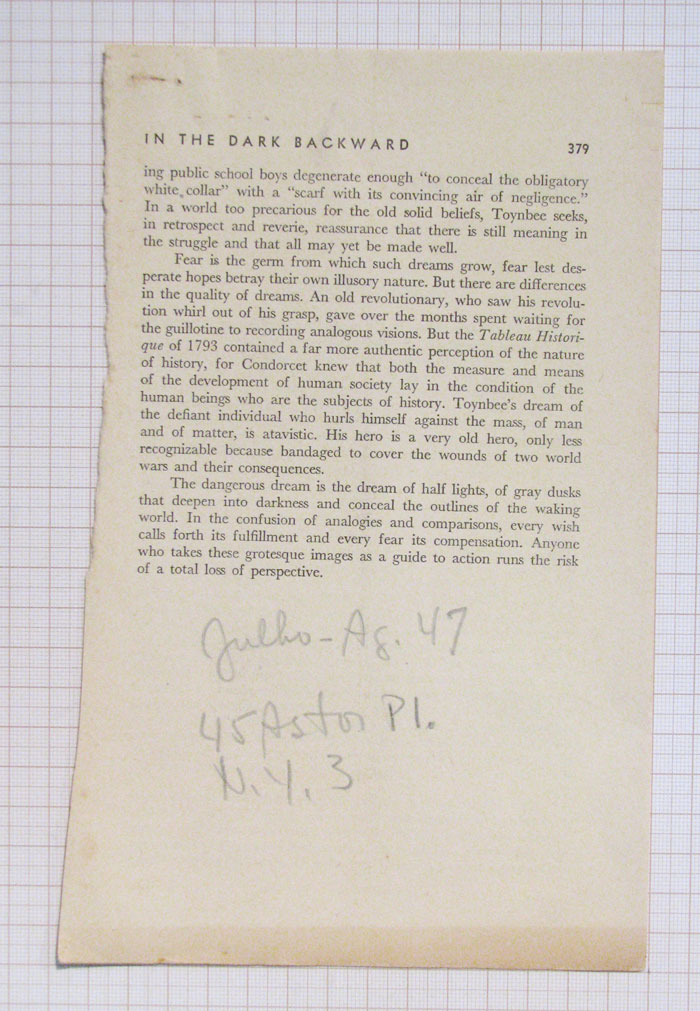 IN THE DARK BACKWARD 379
ing public school boys degenerate enough “to conceal the obligatory
white collar” with a “scarf with its convincing air of negligence.”
In a world too precarious for the old solid beliefs, Toynbee seeks,
in retrospect and reverie, reassurance that there is still meaning in
the struggle and that all may yet be made well.
Fear is the germ from which such dreams grow, fear lest des-
perate hopes betray their own illusory nature. But there are differences
in the quality of dreams. An old revolutionary, who saw his revolu-
tion whirl out of his grasp, gave over the months spent waiting for
the guillotine to recording analogous visions. But the Tableau Histori-
que of 1793 contained a far more authentic perception of the nature
of history, for Condorcet knew that both the measure and means
of the development of human society lay in the condition of the
human beings who are the subjects of history. Toynbee’s dream of
the defiant individual who hurls himself against the mass, of man
and of matter, is atavistic. His hero is a very old hero, only less
recognizable because bandaged to cover the wounds of two world
wars and their consequences.
The dangerous dream is the dream of half lights, of gray dusks
that deepen into darkness and conceal the outlines of the waking
world. In the confusion of analogies and comparisons, every wish
calls forth its fulfillment and every fear its compensation. Anyone
who takes these grotesque images as a guide to action runs the risk
of a total loss of perspective.
Julho-Ag. 47
45 Astor Pl.
N.Y. 3